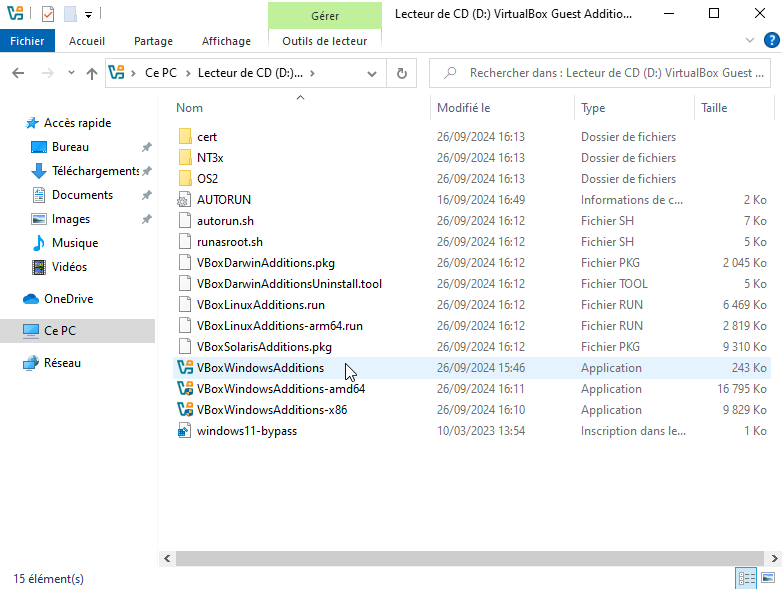 Gérer
Lecteur de CD (D:) VirtualBox Guest Additio...
Fichier
Accueil
Partage
Affichage
Outils de lecteur
Ce PC
Lecteur de CD (D:)...
Rechercher dans : Lecteur de CD (D:) VirtualBox Guest ...
Nom Modifié le Type Taille
Accès rapide
Bureau
Téléchargements
Documents
Images
Musique
Vidéos
OneDrive
Ce PC
Réseau
cert 26/09/2024 16:13 Dossier de fichiers
NT3x 26/09/2024 16:13 Dossier de fichiers
OS2 26/09/2024 16:13 Dossier de fichiers
AUTORUN 16/09/2024 16:49 Informations de c... 2 Ko
autorun.sh 26/09/2024 16:12 Fichier SH 7 Ko
runasroot.sh 26/09/2024 16:12 Fichier SH 5 Ko
VBoxDarwinAdditions.pkg 26/09/2024 16:12 Fichier PKG 2 045 Ko
VBoxDarwinAdditionsUninstall.tool 26/09/2024 16:12 Fichier TOOL 5 Ko
VBoxLinuxAdditions.run 26/09/2024 16:12 Fichier RUN 6 469 Ko
VBoxLinuxAdditions-arm64.run 26/09/2024 16:12 Fichier RUN 2 819 Ko
VBoxSolarisAdditions.pkg 26/09/2024 16:12 Fichier PKG 9 310 Ko
VBoxWindowsAdditions 26/09/2024 15:46 Application 243 Ko
VBoxWindowsAdditions-amd64 26/09/2024 16:11 Application 16 795 Ko
VBoxWindowsAdditions-x86 26/09/2024 16:10 Application 9 829 Ko
windows11-bypass 10/03/2023 13:54 Inscription dans le... 1 Ko
15 élément(s)